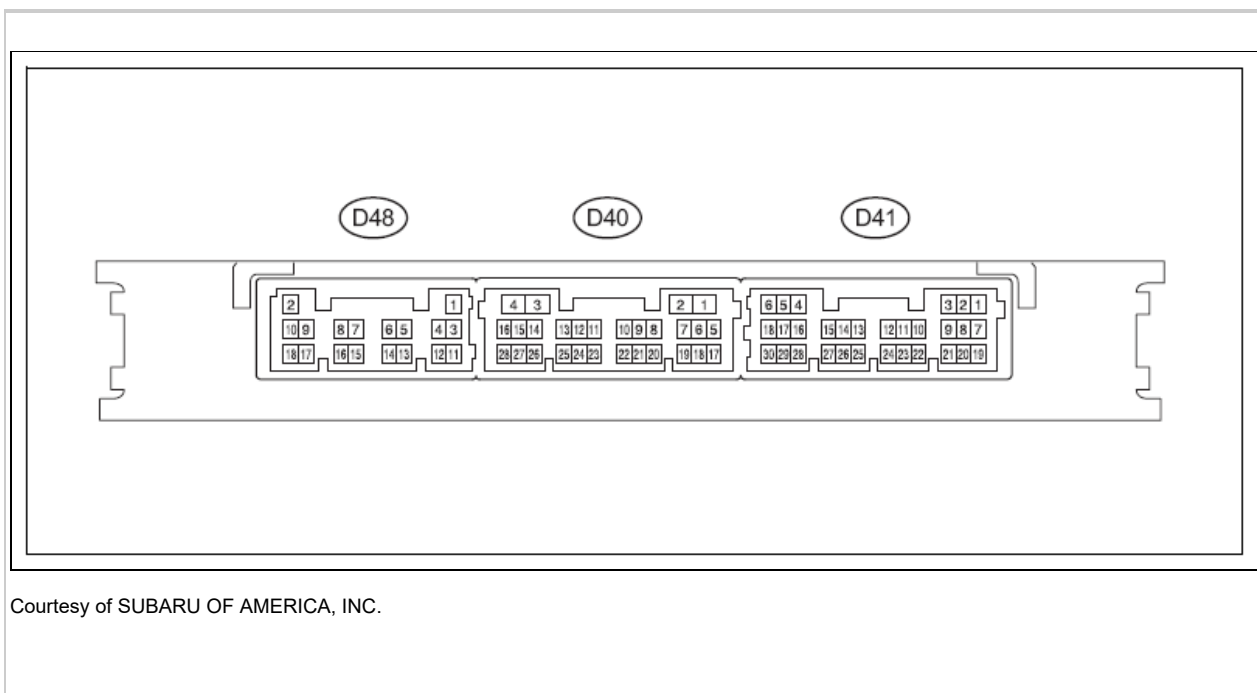 D48 D40 D41
2 1 4 3 2 1 6 5 4 3 2 1
10 9 8 7 6 5 4 3 16 15 14 13 12 11 10 9 8 7 6 5 18 17 16 15 14 13 12 11 10 9 8 7
18 17 16 15 14 13 12 11 28 27 26 25 24 23 22 21 20 19 18 17 30 29 28 27 26 25 24 23 22 21 20 19
Courtesy of SUBARU OF AMERICA, INC.